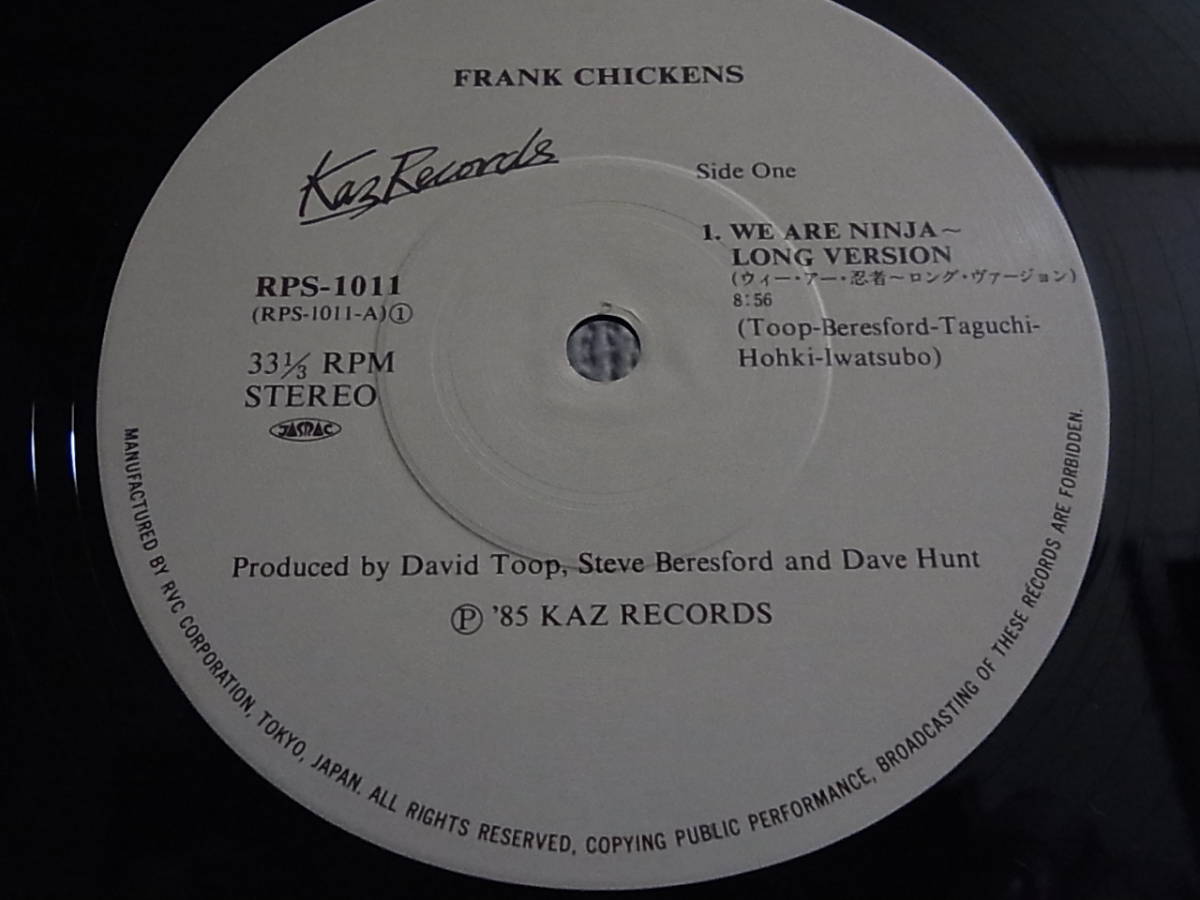 FRANK CHICKENS
Kaz Records
Side One
1. WE ARE NINJA~
LONG VERSION
(ウィー・アー・忍者~ロング・ヴァージョン)
8:56
(Toop-Beresford-Taguchi-
Hohki-Iwatsubo)
RPS-1011
(RPS-1011-A)①
33⅓ RPM
STEREO
JASRAC
Produced by David Toop, Steve Beresford and Dave Hunt
Ⓟ '85 KAZ RECORDS
MANUFACTURED BY RVC CORPORATION, TOKYO, JAPAN. ALL RIGHTS RESERVED, COPYING PUBLIC PERFORMANCE, BROADCASTING OF THESE RECORDS ARE FORBIDDEN.